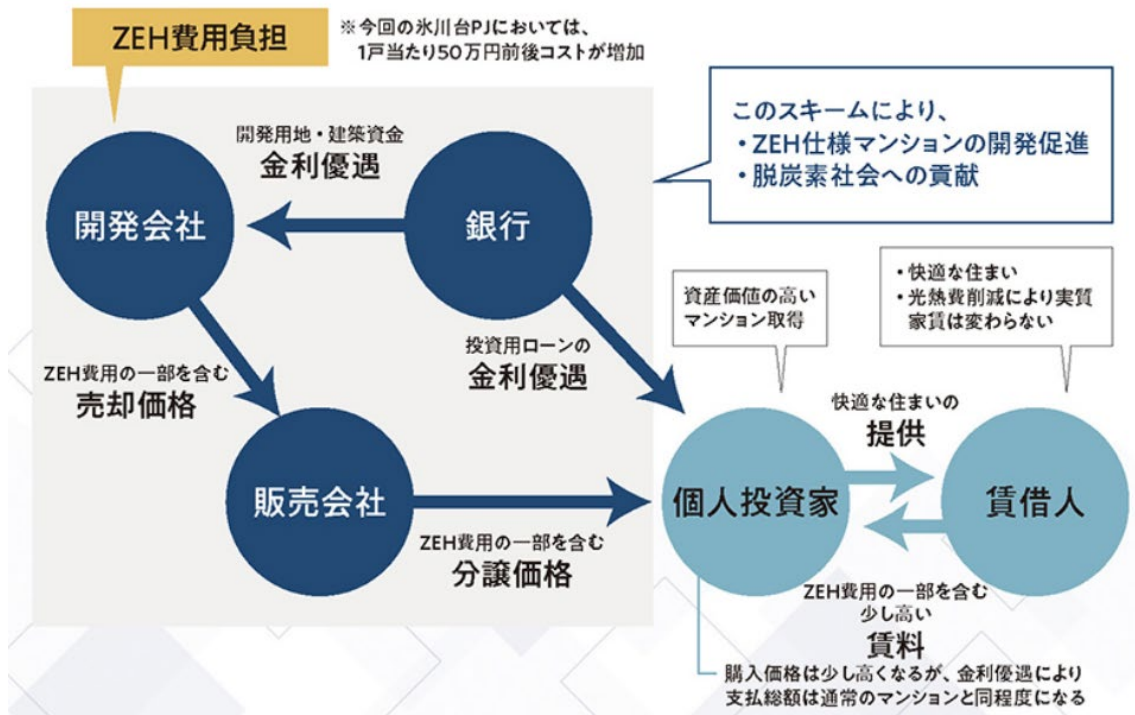 ZEH費用負担
※今回の氷川台PJにおいては、
1戸当たり50万円前後コストが増加
このスキームにより、
・ZEH仕様マンションの開発促進
・脱炭素社会への貢献
開発用地・建築資金
金利優遇
開発会社
銀行
資産価値の高い
マンション取得
・快適な住まい
・光熱費削減により実質
家賃は変わらない
ZEH費用の一部を含む
売却価格
投資用ローンの
金利優遇
快適な住まいの
提供
販売会社
個人投資家
賃借人
ZEH費用の一部を含む
分譲価格
ZEH費用の一部を含む
少し高い
賃料
購入価格は少し高くなるが、金利優遇により
支払総額は通常のマンションと同程度になる